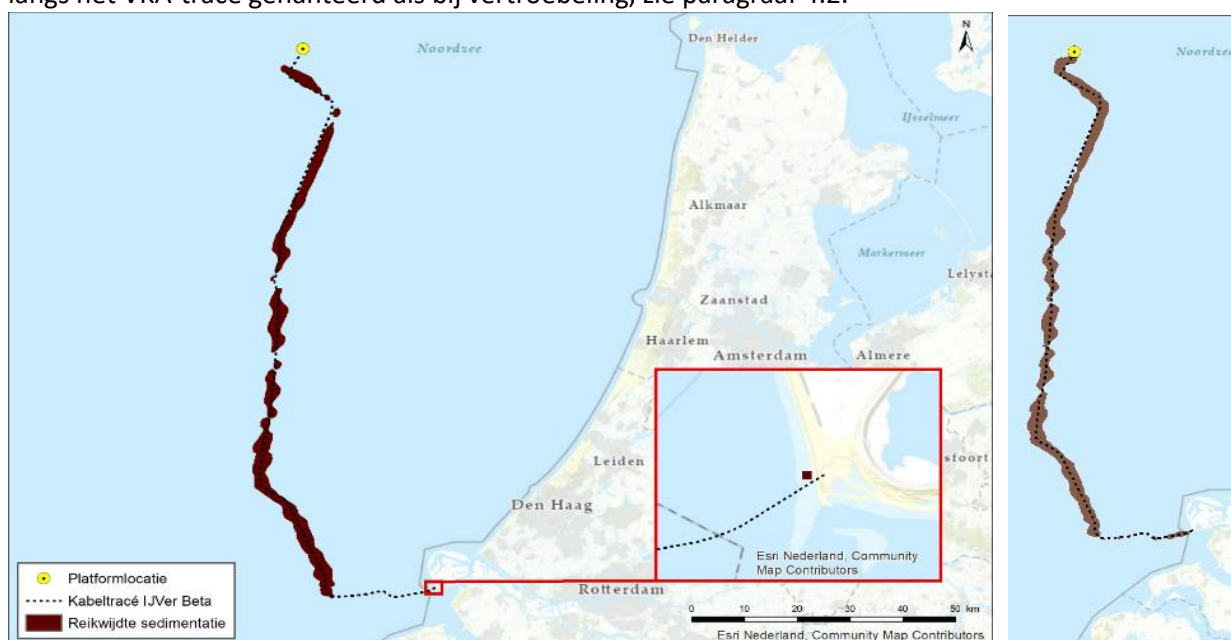 langs het VKA-tracé gehanteerd als bij vertroebeling, zie paragraaf 4.2.
Noordzee
Den Helder
N
IJsselmeer
Alkmaar
Markermeer
Lelysta
Zaanstad
Haarlem
Amsterdam
Almere
Leiden
sfoort
Den Haag
Esri Nederland, Community
Map Contributors
Rotterdam
Platformlocatie
Kabeltracé IJVer Beta
Reikwijdte sedimentatie
0 10 20 30 40 50 km
Esri Nederland, Community Map Contributors
Noordzee